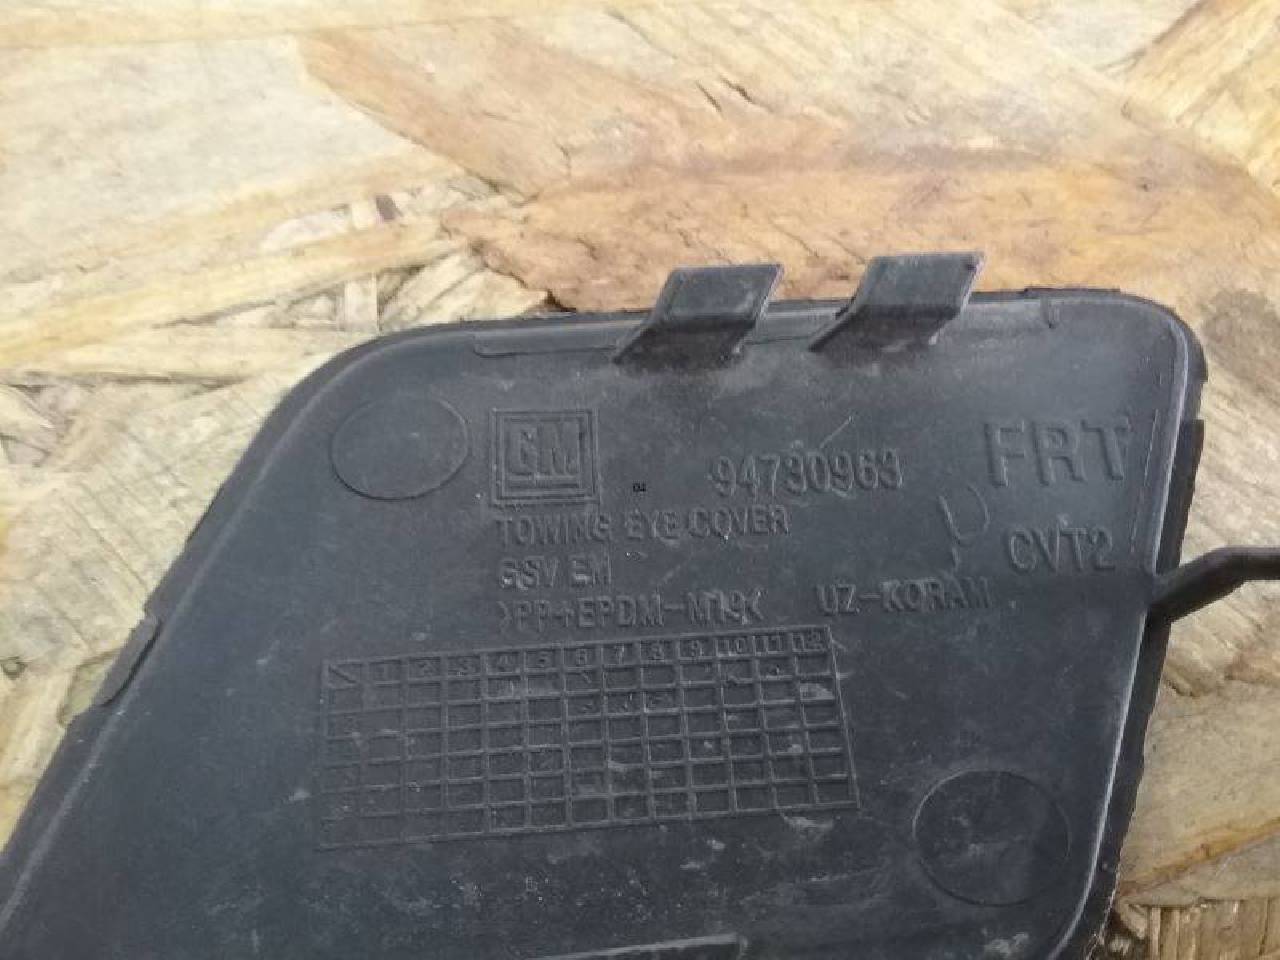 GM 94730963 FRT
TOWING EYE COVER
CVT2
GSV EM
>PP+EPDM-M19< UZ-KORAM
1 2 3 4 5 6 7 8 9 10 11 12